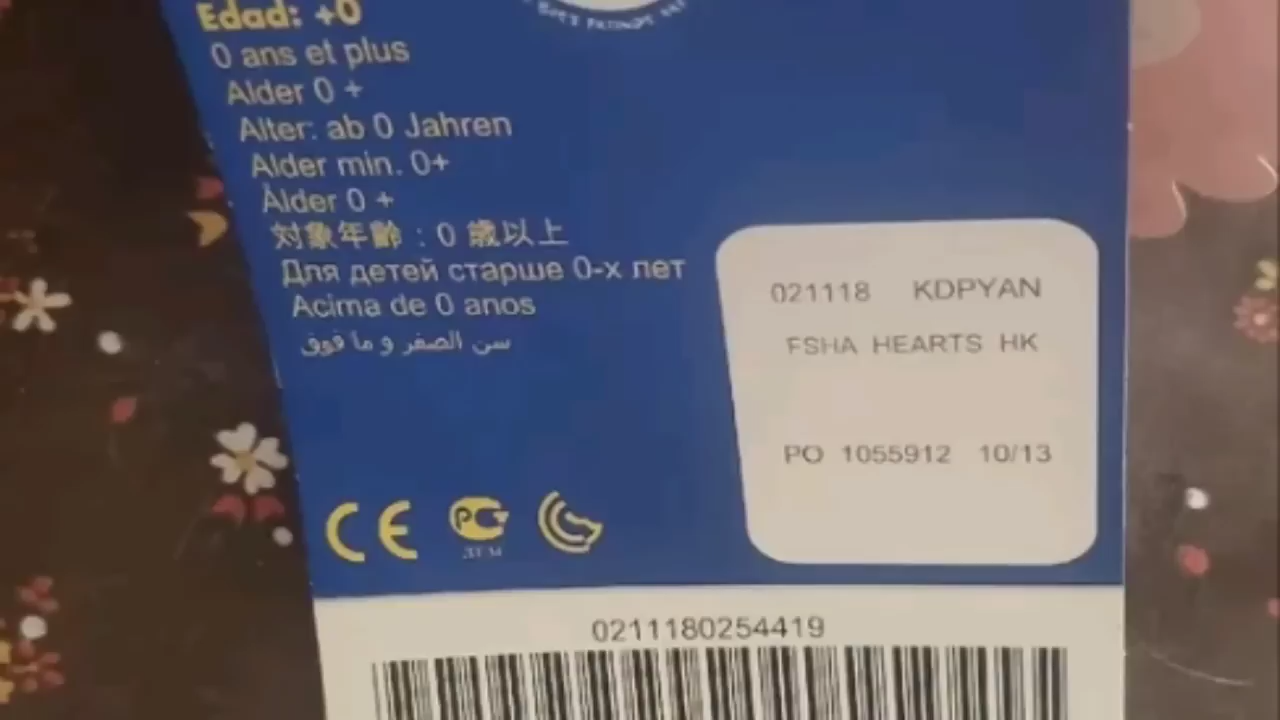 Edad: +0
0 ans et plus
Alder 0 +
Alter: ab 0 Jahren
Alder min. 0+
Ålder 0 +
対象年齢 : 0 歳以上
Для детей старше 0-х лет
Acima de 0 anos
سن الصفر و ما فوق
021118 KDPYAN
FSHA HEARTS HK
PO 1055912 10/13
CE
0211180254419